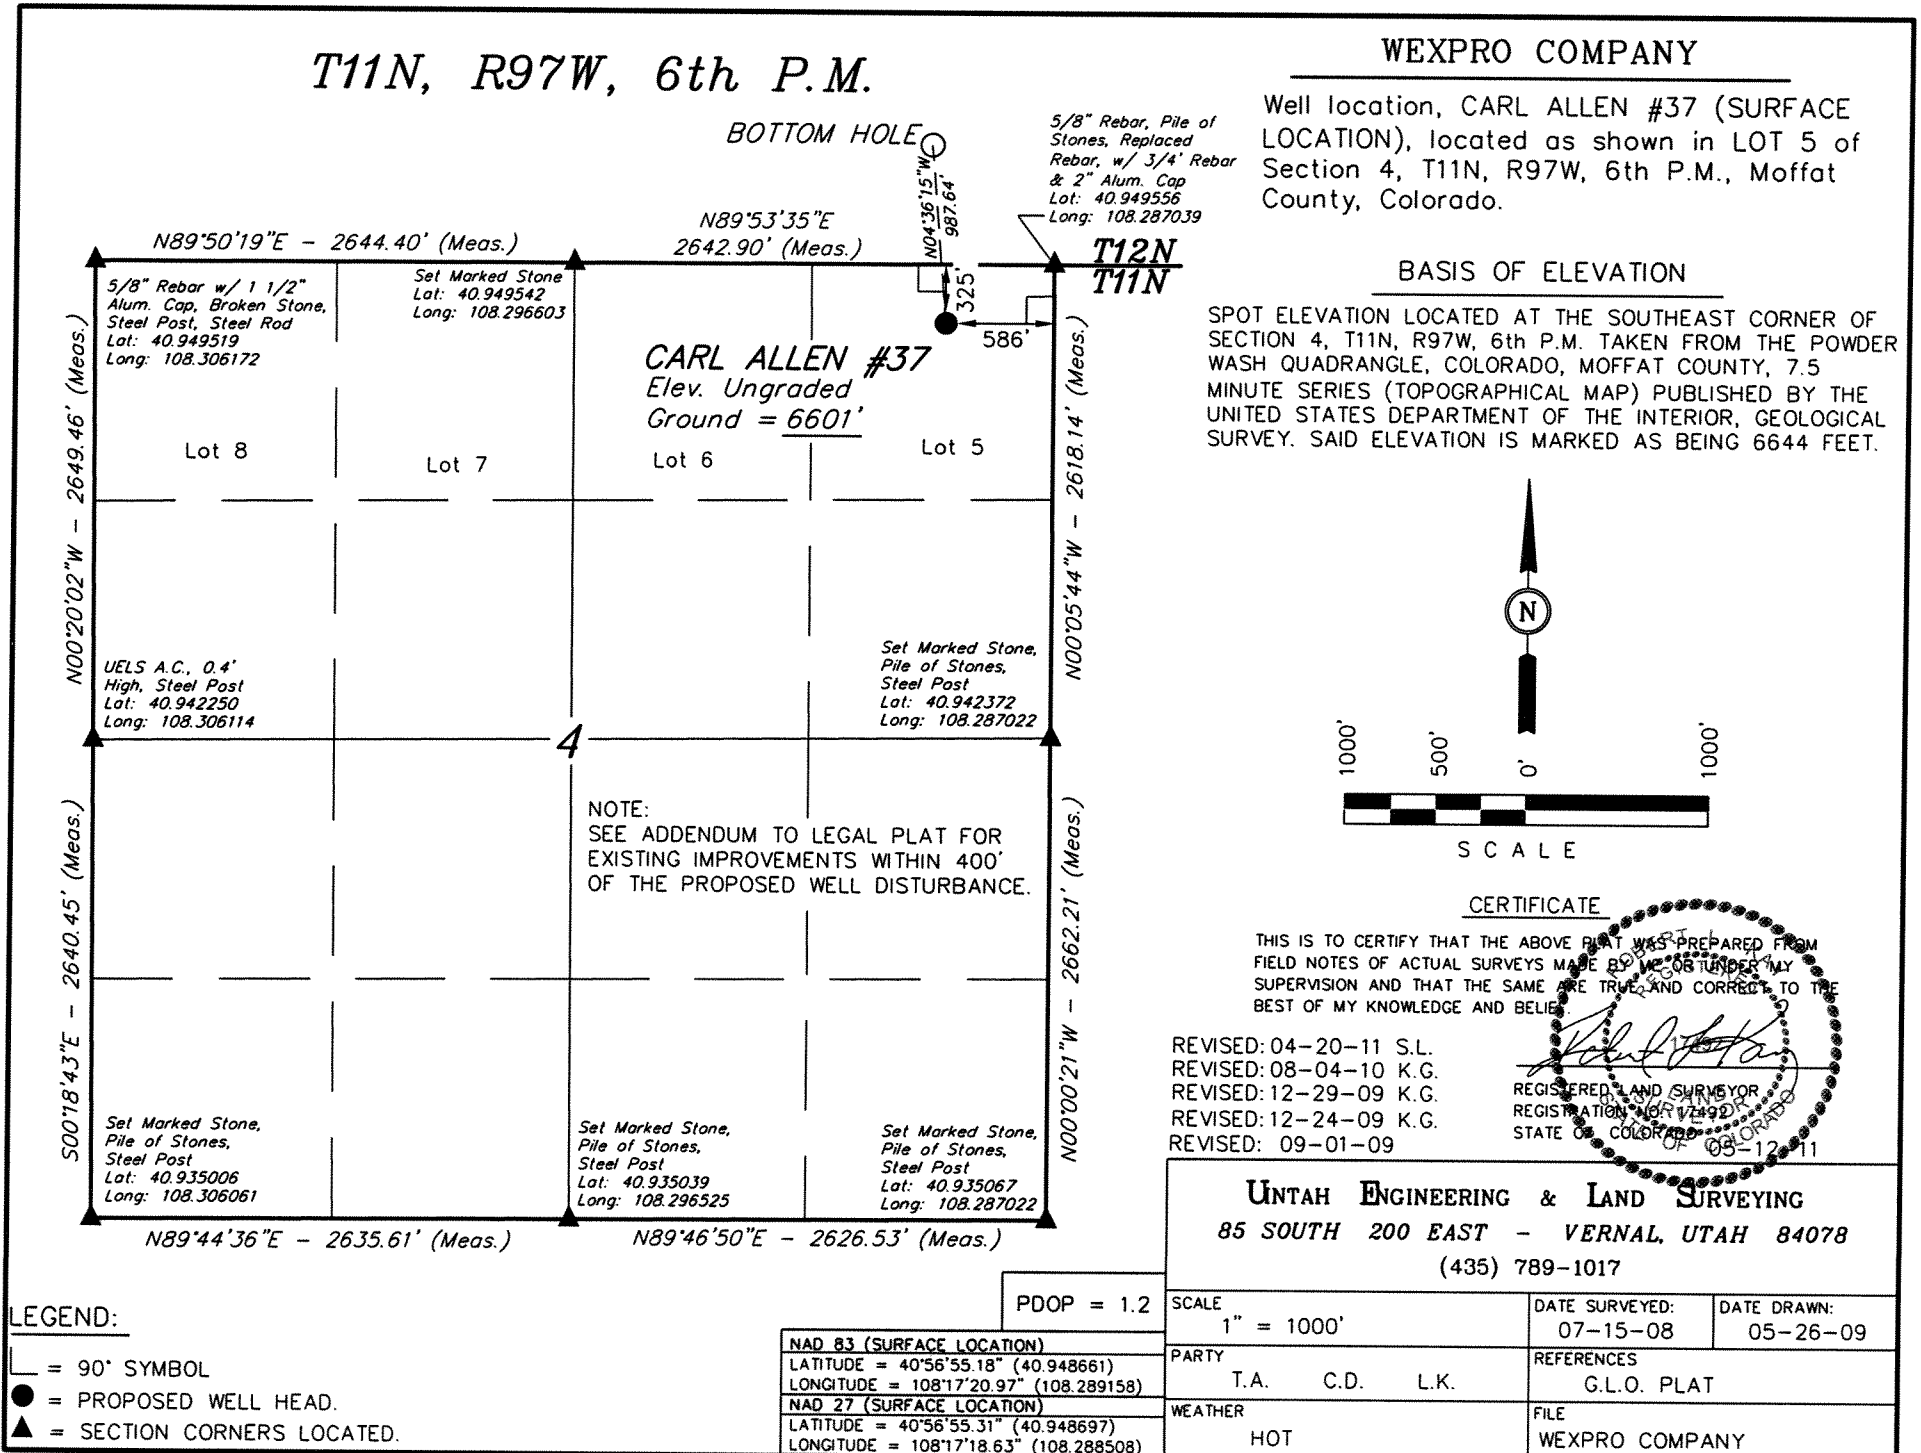 T11N, R97W, 6th P.M.
BOTTOM HOLE
N04°36'15"W
987.64'
5/8" Rebar, Pile of
Stones, Replaced
Rebar, w/ 3/4' Rebar
& 2" Alum. Cap
Lat: 40.949556
Long: 108.287039
N89°50'19"E - 2644.40' (Meas.)
N89°53'35"E
2642.90' (Meas.)
T12N
T11N
5/8" Rebar w/ 1 1/2"
Alum. Cap, Broken Stone,
Steel Post, Steel Rod
Lat: 40.949519
Long: 108.306172
Set Marked Stone
Lat: 40.949542
Long: 108.296603
325'
586'
CARL ALLEN #37
Elev. Ungraded
Ground = 6601'
Lot 8
Lot 7
Lot 6
Lot 5
N00°20'02"W - 2649.46' (Meas.)
N00°05'44"W - 2618.14' (Meas.)
UELS A.C., 0.4'
High, Steel Post
Lat: 40.942250
Long: 108.306114
Set Marked Stone,
Pile of Stones,
Steel Post
Lat: 40.942372
Long: 108.287022
4
NOTE:
SEE ADDENDUM TO LEGAL PLAT FOR
EXISTING IMPROVEMENTS WITHIN 400'
OF THE PROPOSED WELL DISTURBANCE.
S00°18'43"E - 2640.45' (Meas.)
N00°00'21"W - 2662.21' (Meas.)
Set Marked Stone,
Pile of Stones,
Steel Post
Lat: 40.935006
Long: 108.306061
Set Marked Stone,
Pile of Stones,
Steel Post
Lat: 40.935039
Long: 108.296525
Set Marked Stone,
Pile of Stones,
Steel Post
Lat: 40.935067
Long: 108.287022
N89°44'36"E - 2635.61' (Meas.)
N89°46'50"E - 2626.53' (Meas.)
LEGEND:
= 90° SYMBOL
= PROPOSED WELL HEAD.
= SECTION CORNERS LOCATED.
PDOP = 1.2
NAD 83 (SURFACE LOCATION)
LATITUDE = 40°56'55.18" (40.948661)
LONGITUDE = 108°17'20.97" (108.289158)
NAD 27 (SURFACE LOCATION)
LATITUDE = 40°56'55.31" (40.948697)
LONGITUDE = 108°17'18.63" (108.288508)
WEXPRO COMPANY
Well location, CARL ALLEN #37 (SURFACE
LOCATION), located as shown in LOT 5 of
Section 4, T11N, R97W, 6th P.M., Moffat
County, Colorado.
BASIS OF ELEVATION
SPOT ELEVATION LOCATED AT THE SOUTHEAST CORNER OF
SECTION 4, T11N, R97W, 6th P.M. TAKEN FROM THE POWDER
WASH QUADRANGLE, COLORADO, MOFFAT COUNTY, 7.5
MINUTE SERIES (TOPOGRAPHICAL MAP) PUBLISHED BY THE
UNITED STATES DEPARTMENT OF THE INTERIOR, GEOLOGICAL
SURVEY. SAID ELEVATION IS MARKED AS BEING 6644 FEET.
N
1000'
500'
0'
1000'
SCALE
CERTIFICATE
THIS IS TO CERTIFY THAT THE ABOVE PLAT WAS PREPARED FROM
FIELD NOTES OF ACTUAL SURVEYS MADE BY ME OR UNDER MY
SUPERVISION AND THAT THE SAME ARE TRUE AND CORRECT TO THE
BEST OF MY KNOWLEDGE AND BELIEF.
REVISED: 04-20-11 S.L.
REVISED: 08-04-10 K.G.
REVISED: 12-29-09 K.G.
REVISED: 12-24-09 K.G.
REVISED: 09-01-09
REGISTERED LAND SURVEYOR
REGISTRATION NO. 17492
STATE OF COLORADO
05-12-11
UINTAH ENGINEERING & LAND SURVEYING
85 SOUTH 200 EAST - VERNAL, UTAH 84078
(435) 789-1017
SCALE
1" = 1000'
DATE SURVEYED:
07-15-08
DATE DRAWN:
05-26-09
PARTY
T.A. C.D. L.K.
REFERENCES
G.L.O. PLAT
WEATHER
HOT
FILE
WEXPRO COMPANY